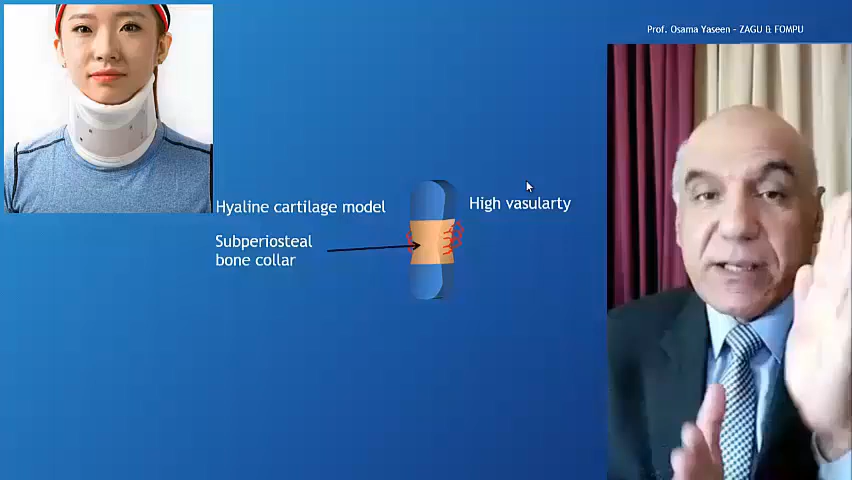 Prof. Osama Yaseen - ZAGU & FOMPU
Hyaline cartilage model
High vasularty
Subperiosteal
bone collar